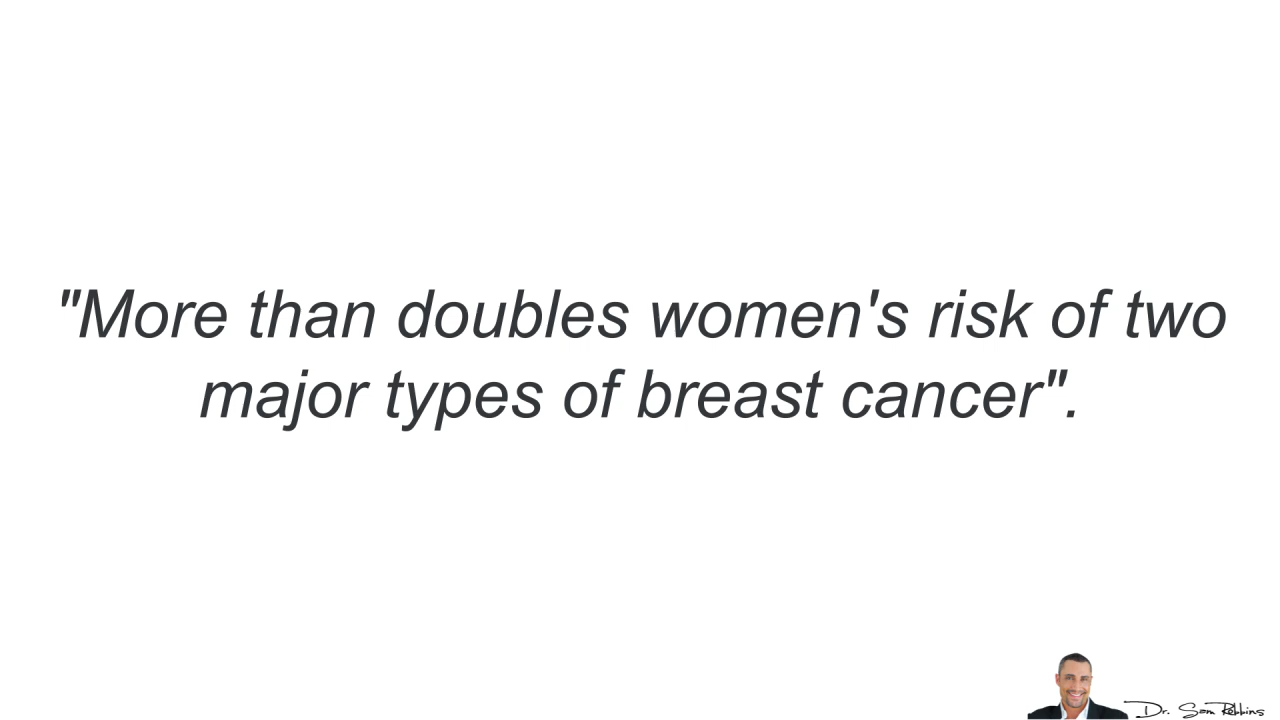 "More than doubles women's risk of two
major types of breast cancer".
Dr. Sam Robbins